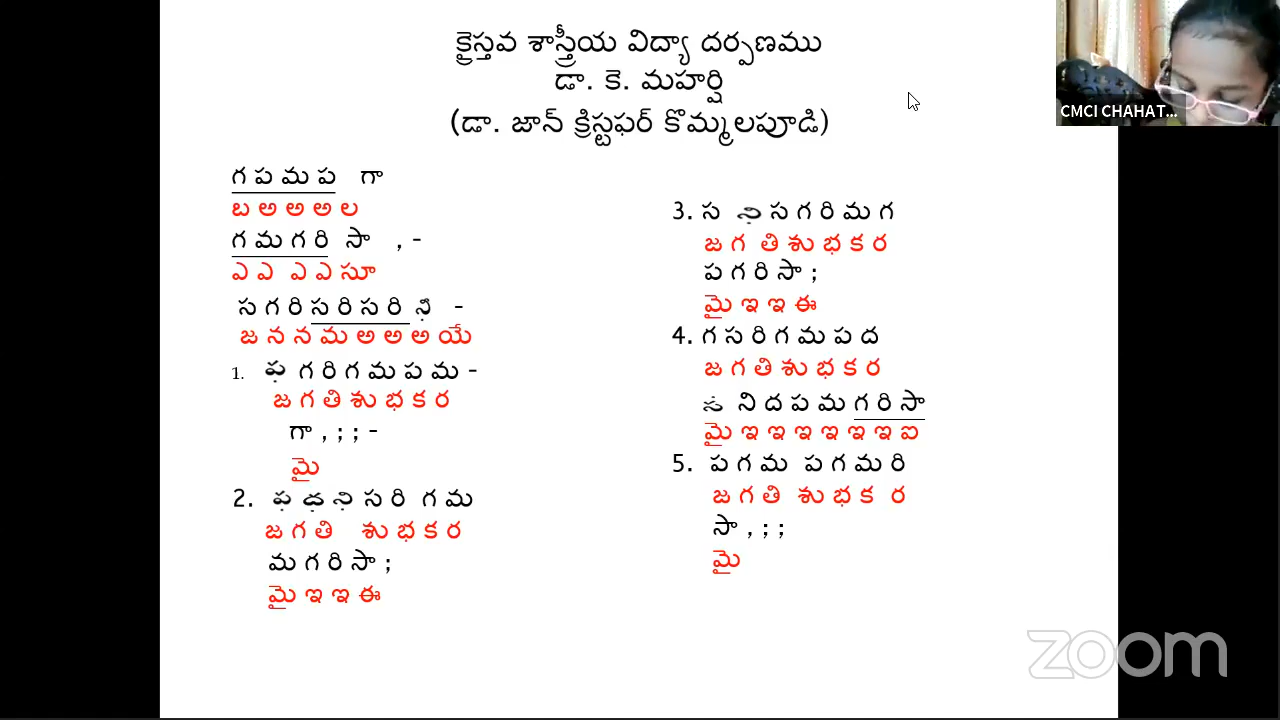 క్రైస్తవ శాస్త్రీయ విద్యా దర్పణము
డా. కె. మహర్షి
(డా. జాన్ క్రిస్టఫర్ కొమ్మలపూడి)
CMCI CHAHAT...
గ ప మ ప గా
బ అ అ అ ల
గ మ గ రి సా , -
ఎ ఎ ఎ ఎ సూ
స గ రి స రి స రి ని -
జ న న మ అ అ అ యే
1. ప గ రి గ మ ప మ -
జ గ తి శు భ క ర
గా , ; ; -
మై
2. ప ద ని స రి గ మ
జ గ తి శు భ క ర
మ గ రి సా ;
మై ఇ ఇ ఈ
3. స ని స గ రి మ గ
జ గ తి శు భ క ర
ప గ రి సా ;
మై ఇ ఇ ఈ
4. గ స రి గ మ ప ద
జ గ తి శు భ క ర
స ని ద ప మ గ రి సా
మై ఇ ఇ ఇ ఇ ఇ ఇ ఐ
5. ప గ మ ప గ మ రి
జ గ తి శు భ క ర
సా , ; ;
మై
zoom